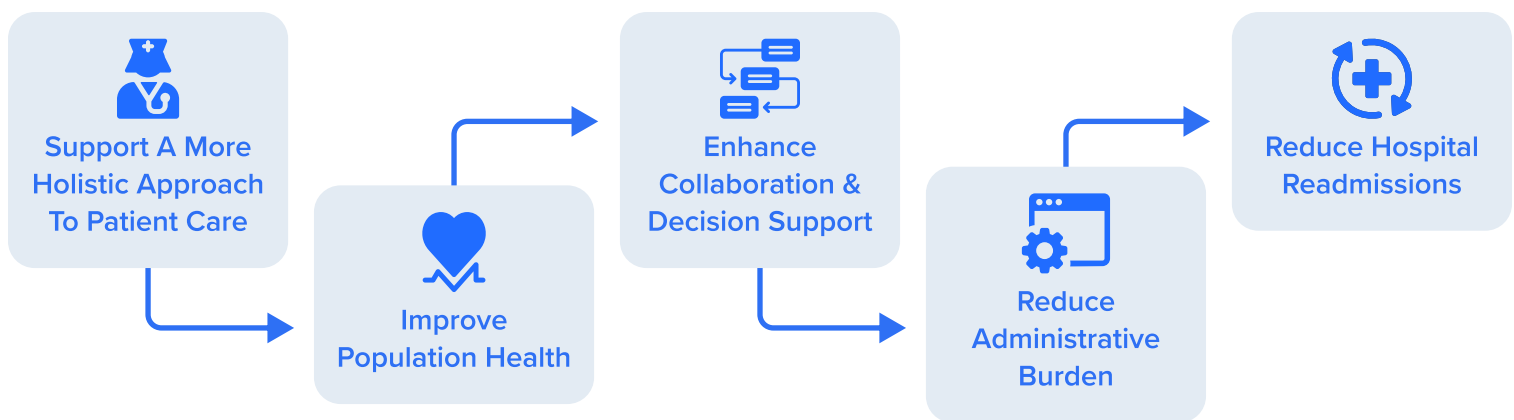 Support A More
Holistic Approach
To Patient Care
Improve
Population Health
Enhance
Collaboration &
Decision Support
Reduce
Administrative
Burden
Reduce Hospital
Readmissions